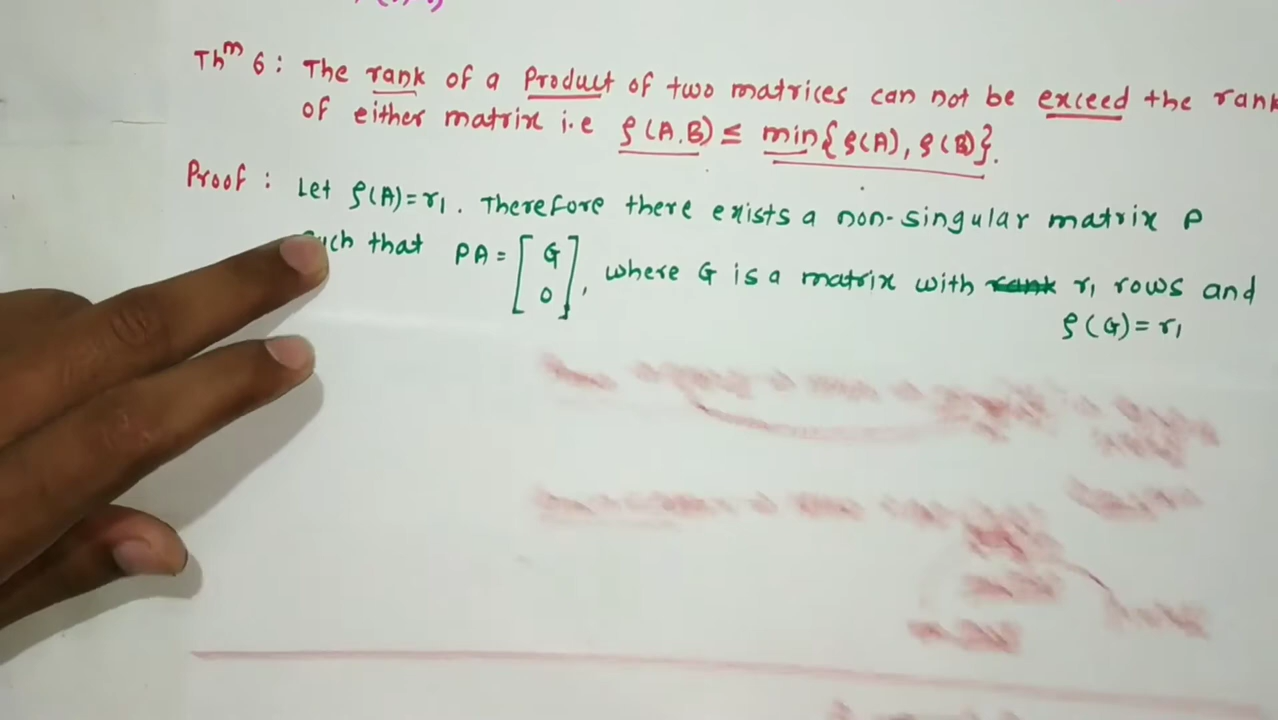 Thm 6: The rank of a Product of two matrices can not be exceed the rank
of either matrix i.e ρ(A.B) ≤ min{ρ(A), ρ(B)}.
Proof: Let ρ(A)=r₁. Therefore there exists a non-singular matrix P
such that PA = [G 0], where G is a matrix with r₁ rows and
ρ(G)=r₁